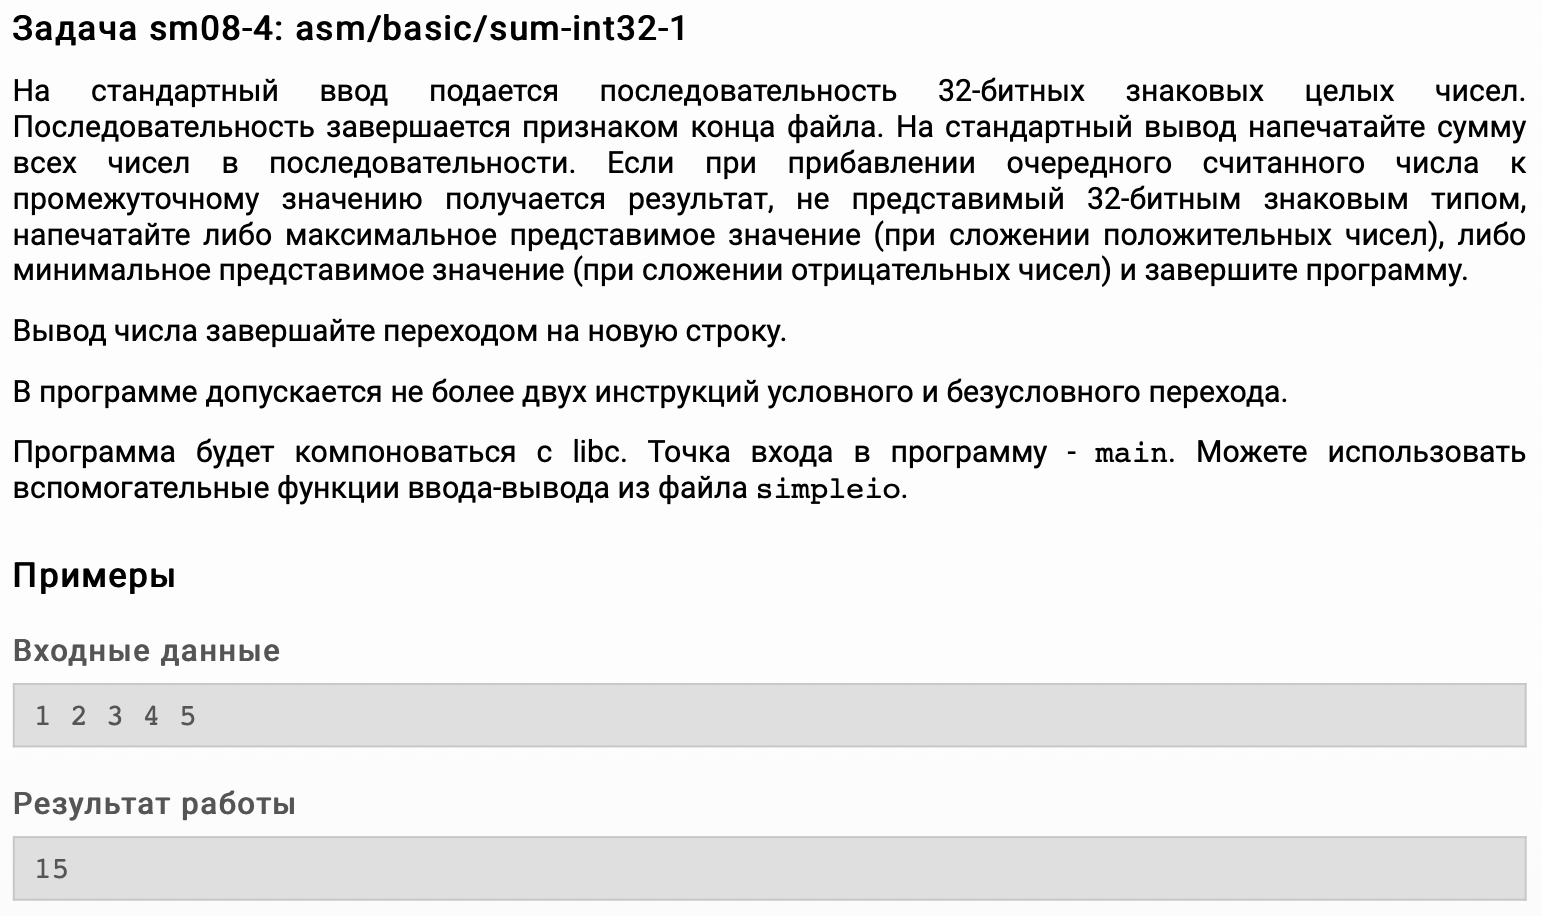 Задача sm08-4: asm/basic/sum-int32-1
На стандартный ввод подается последовательность 32-битных знаковых целых чисел.
Последовательность завершается признаком конца файла. На стандартный вывод напечатайте сумму
всех чисел в последовательности. Если при прибавлении очередного считанного числа к
промежуточному значению получается результат, не представимый 32-битным знаковым типом,
напечатайте либо максимальное представимое значение (при сложении положительных чисел), либо
минимальное представимое значение (при сложении отрицательных чисел) и завершите программу.
Вывод числа завершайте переходом на новую строку.
В программе допускается не более двух инструкций условного и безусловного перехода.
Программа будет компоноваться с libc. Точка входа в программу - main. Можете использовать
вспомогательные функции ввода-вывода из файла simpleio.
Примеры
Входные данные
1 2 3 4 5
Результат работы
15